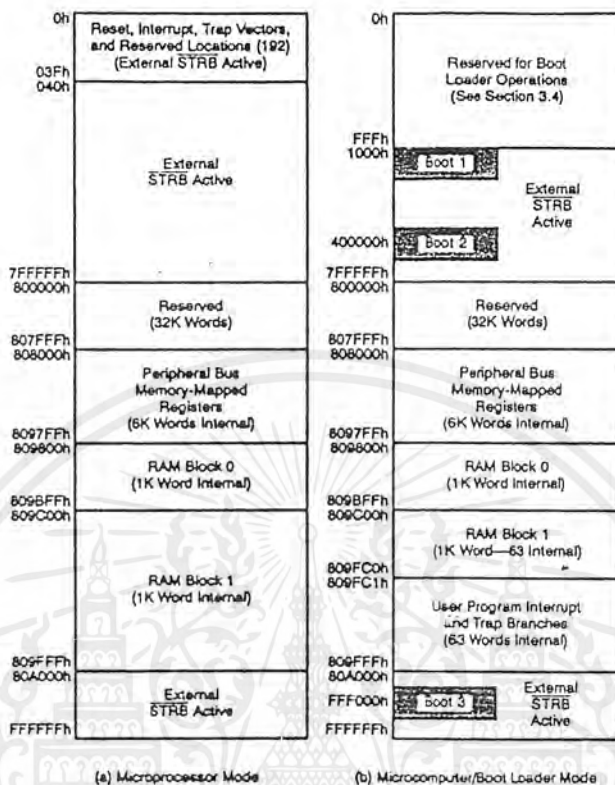 0h
Reset, Interrupt, Trap Vectors,
and Reserved Locations (192)
(External STRB Active)
03Fh
040h
External
STRB Active
7FFFFFh
800000h
Reserved
(32K Words)
807FFFh
808000h
Peripheral Bus
Memory-Mapped
Registers
(6K Words Internal)
8097FFh
809800h
RAM Block 0
(1K Word Internal)
809BFFh
809C00h
RAM Block 1
(1K Word Internal)
809FFFh
80A000h
External
STRB Active
FFFFFFh
(a) Microprocessor Mode
0h
Reserved for Boot
Loader Operations
(See Section 3.4)
FFFh
1000h
Boot 1
External
STRB
Active
400000h
Boot 2
7FFFFFh
800000h
Reserved
(32K Words)
807FFFh
808000h
Peripheral Bus
Memory-Mapped
Registers
(6K Words Internal)
8097FFh
809800h
RAM Block 0
(1K Word Internal)
809BFFh
809C00h
RAM Block 1
(1K Word—63 Internal)
809FC0h
809FC1h
User Program Interrupt
and Trap Branches
(63 Words Internal)
809FFFh
80A000h
FFF000h
Boot 3
External
STRB
Active
FFFFFFh
(b) Microcomputer/Boot Loader Mode